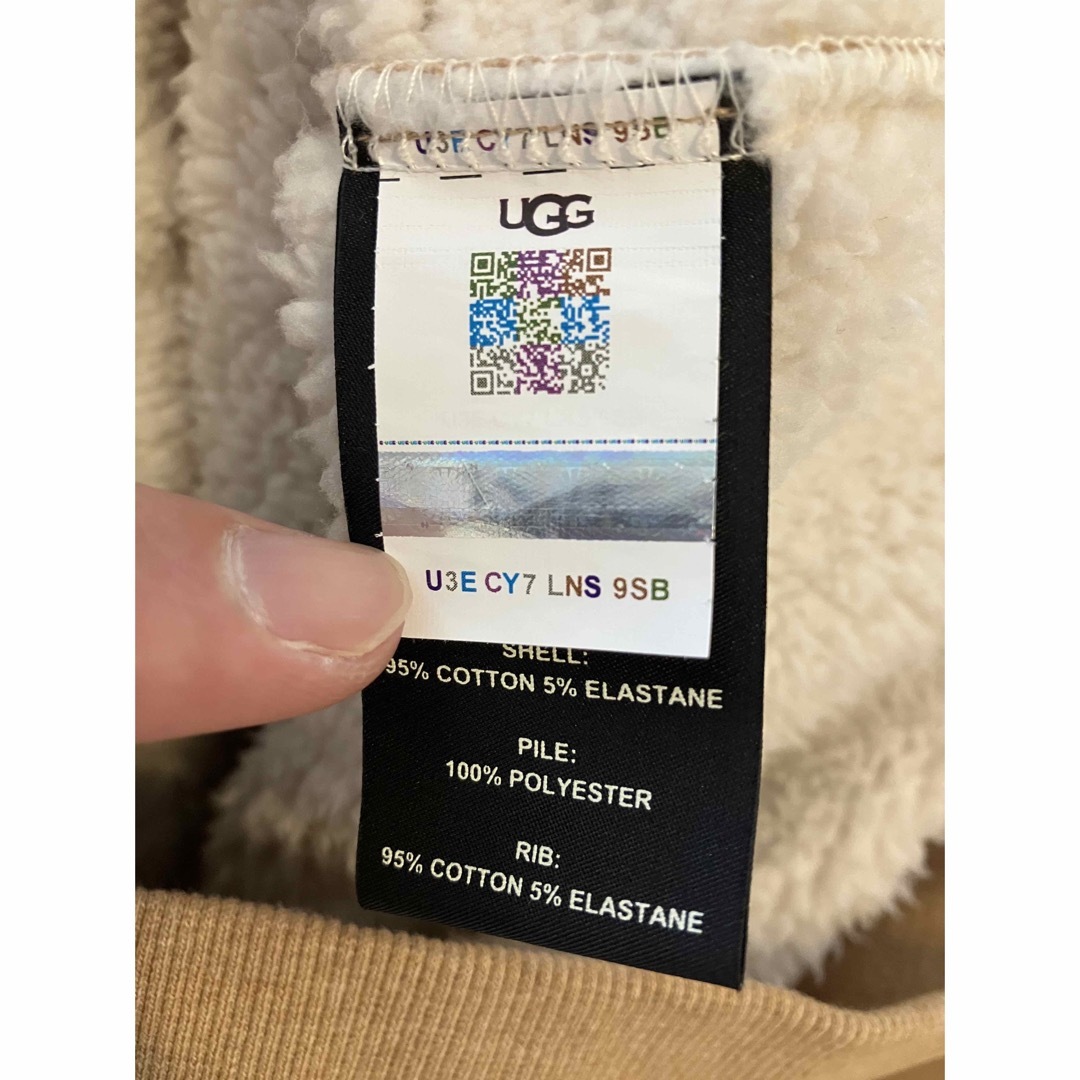 U3E CY7 LNS 9SB
UGG
U3E CY7 LNS 9SB
SHELL:
95% COTTON 5% ELASTANE
PILE:
100% POLYESTER
RIB:
95% COTTON 5% ELASTANE